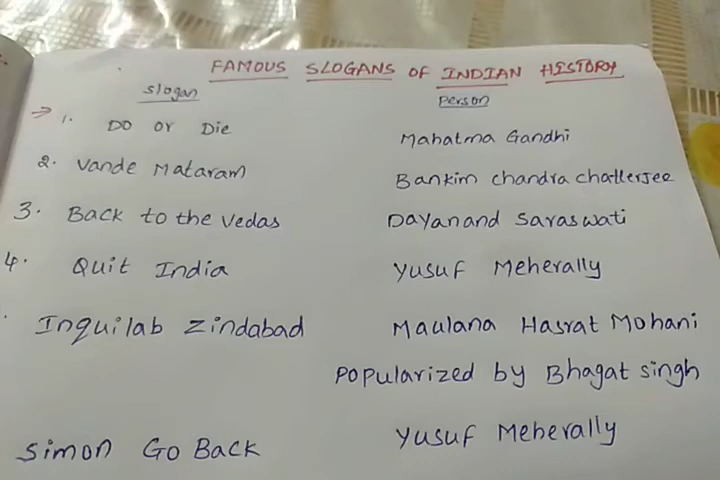 FAMOUS SLOGANS OF INDIAN HISTORY
Slogan Person
→ 1. DO or Die Mahatma Gandhi
2. Vande Mataram Bankim chandra chatterjee
3. Back to the Vedas Dayanand Saraswati
4. Quit India Yusuf Meherally
Inquilab Zindabad Maulana Hasrat Mohani
Popularized by Bhagat singh
Simon Go Back Yusuf Meherally